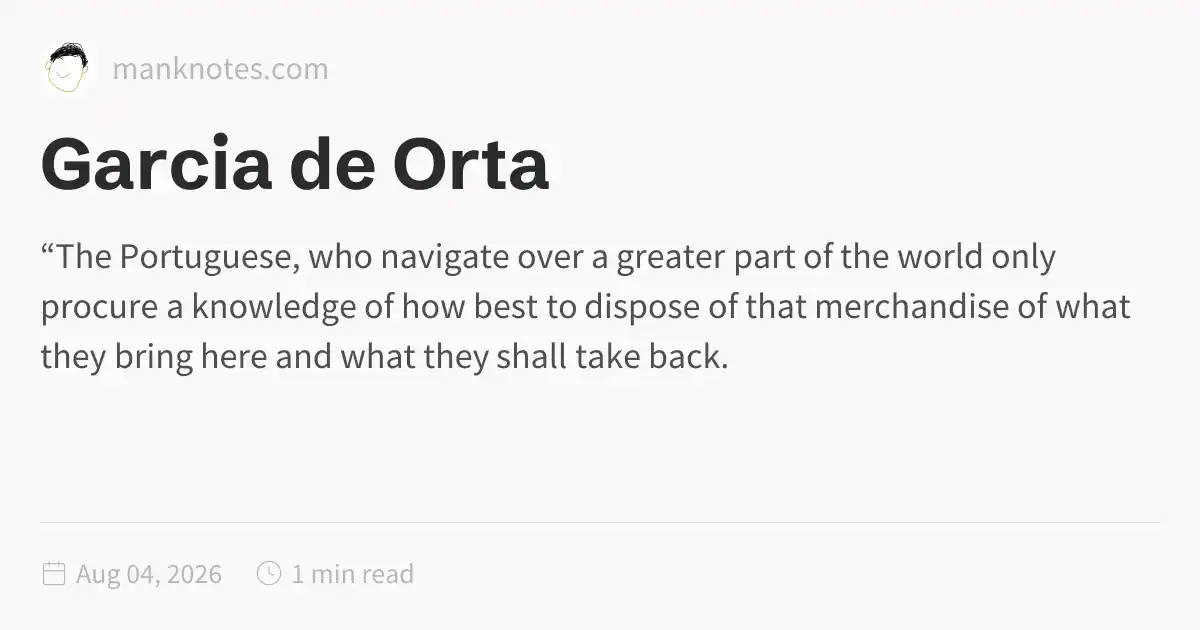 manknotes.com
Garcia de Orta
“The Portuguese, who navigate over a greater part of the world only
procure a knowledge of how best to dispose of that merchandise of what
they bring here and what they shall take back.
Aug 04, 2026 1 min read